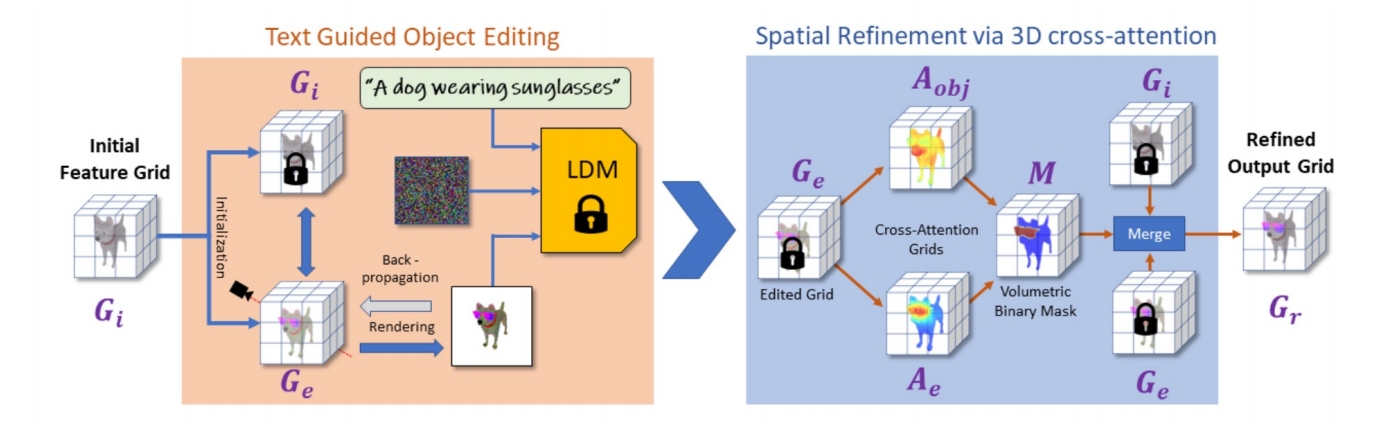 Text Guided Object Editing
Spatial Refinement via 3D cross-attention
Initial
Feature Grid
G_i
G_i
"A dog wearing sunglasses"
LDM
Initialization
Back -
propagation
Rendering
G_e
G_e
Edited Grid
A_obj
Cross-Attention
Grids
A_e
M
Volumetric
Binary Mask
G_i
Merge
G_e
Refined
Output Grid
G_r